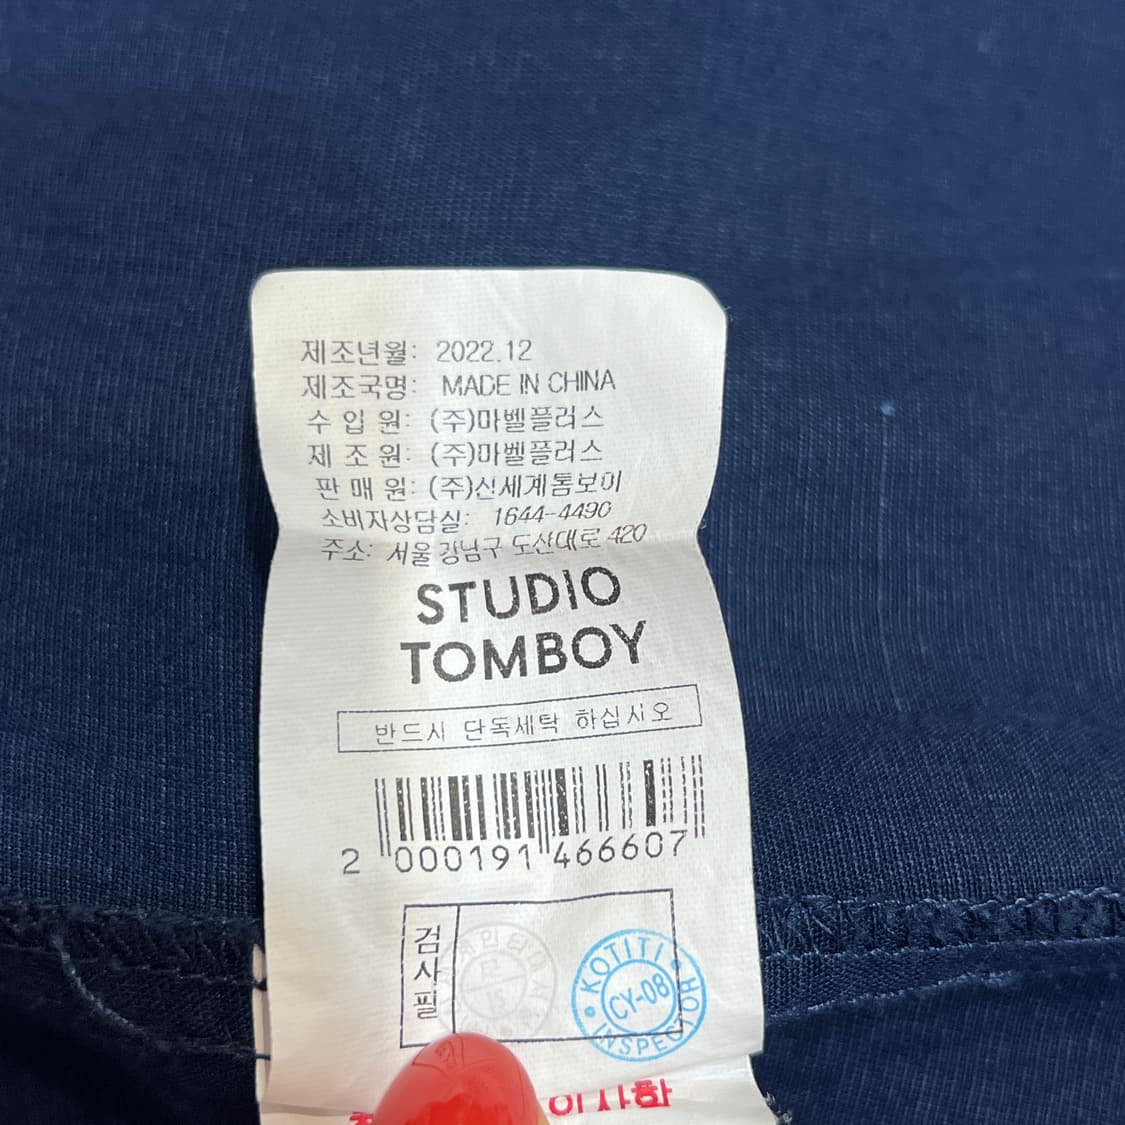 제조년월: 2022.12
제조국명: MADE IN CHINA
수 입 원: (주)마벨플러스
제 조 원: (주)마벨플러스
판 매 원: (주)신세계톰보이
소비자상담실: 1644-4490
주소: 서울 강남구 도산대로 420
STUDIO
TOMBOY
반드시 단독세탁 하십시오
2 000191 466607
검사필
KOTITI
CY-08
INSPECTION
의사항